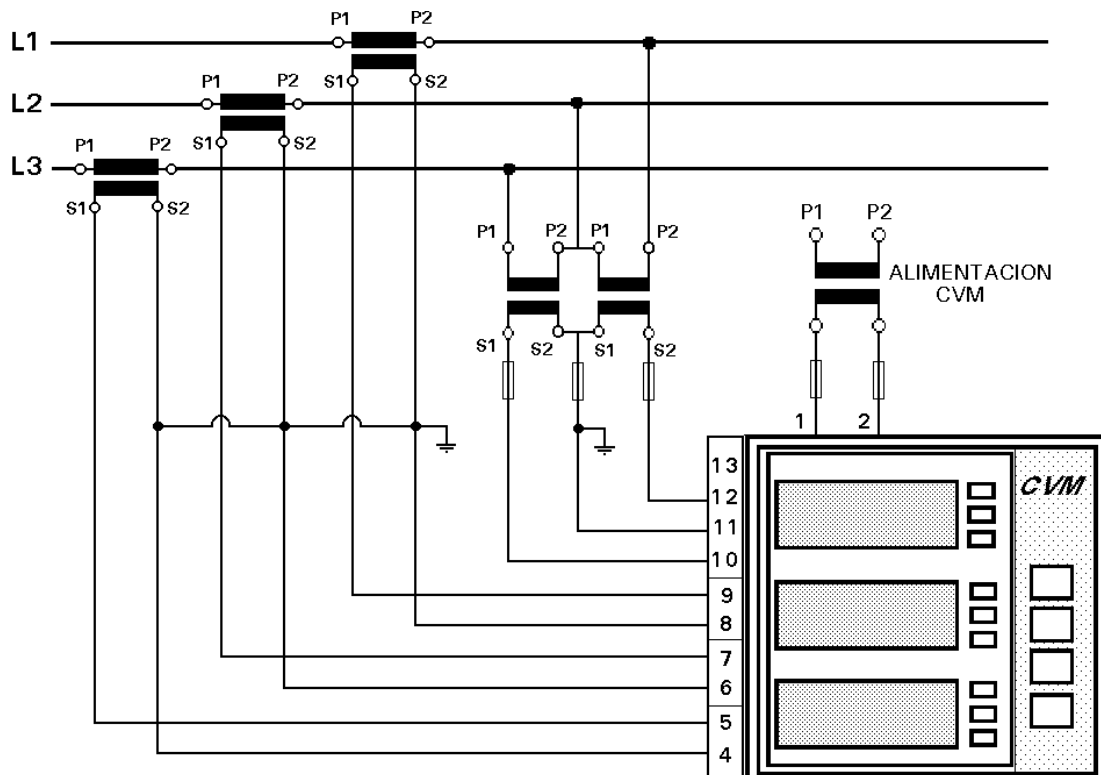 P1 P2
L1
S1 S2
P1 P2
L2
S1 S2
P1 P2
L3
S1 S2
P1 P2
P1 P2 P1 P2
ALIMENTACION
CVM
S1 S2 S1 S2
1 2
13
12
11
10
9
8
7
6
5
4
CVM